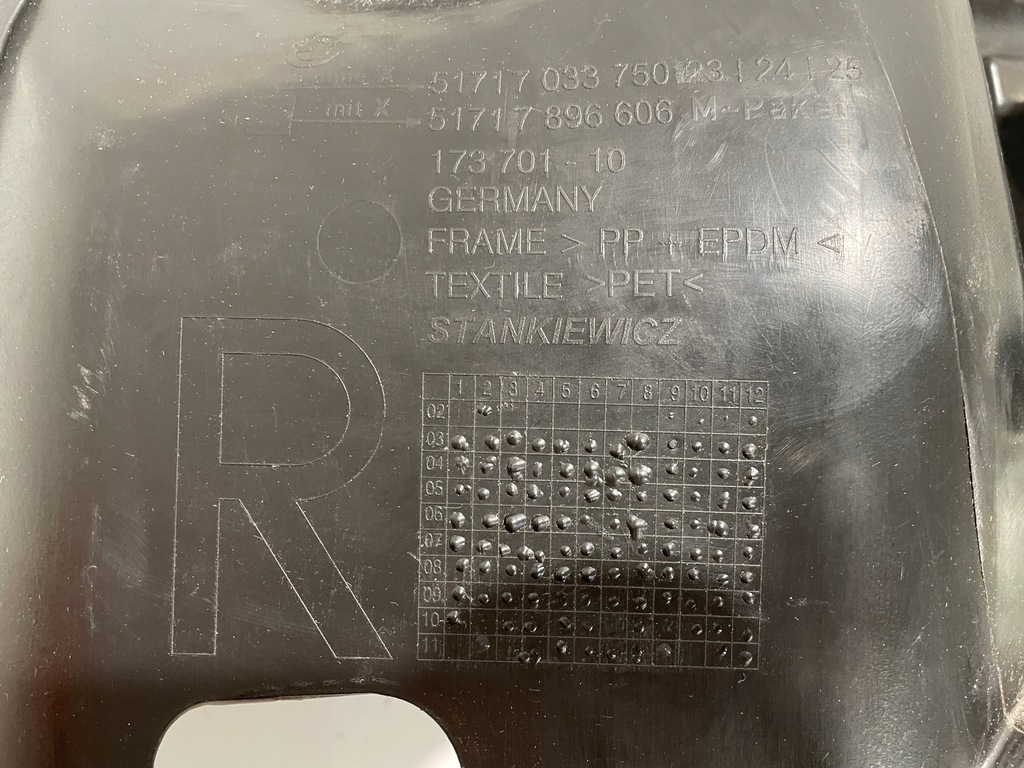 51717 033 750 23 | 24 | 25
mit X
51717 896 606 M-Paket
173 701 - 10
GERMANY
FRAME > PP + EPDM <
TEXTILE >PET<
STANKIEWICZ
R
1 2 3 4 5 6 7 8 9 10 11 12
02
03
04
05
06
07
08
09
10
11